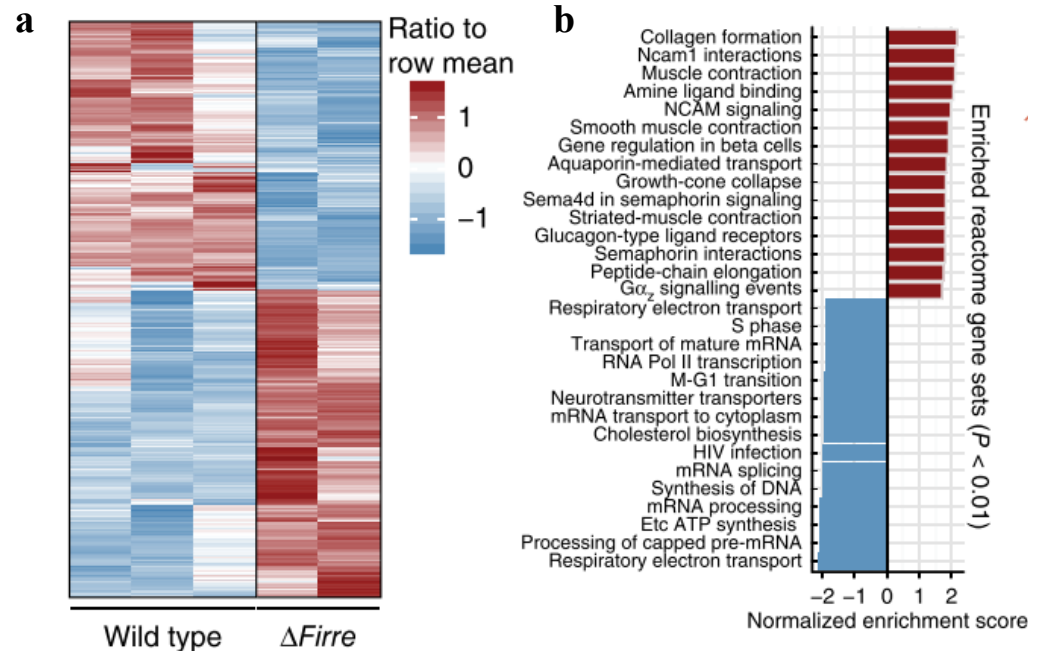 a
Ratio to
row mean
1
0
−1
Wild type
ΔFirre
b
Collagen formation
Ncam1 interactions
Muscle contraction
Amine ligand binding
NCAM signaling
Smooth muscle contraction
Gene regulation in beta cells
Aquaporin-mediated transport
Growth-cone collapse
Sema4d in semaphorin signaling
Striated-muscle contraction
Glucagon-type ligand receptors
Semaphorin interactions
Peptide-chain elongation
Gαz signalling events
Respiratory electron transport
S phase
Transport of mature mRNA
RNA Pol II transcription
M-G1 transition
Neurotransmitter transporters
mRNA transport to cytoplasm
Cholesterol biosynthesis
HIV infection
mRNA splicing
Synthesis of DNA
mRNA processing
Etc ATP synthesis
Processing of capped pre-mRNA
Respiratory electron transport
−2 −1 0 1 2
Normalized enrichment score
Enriched reactome gene sets (P < 0.01)